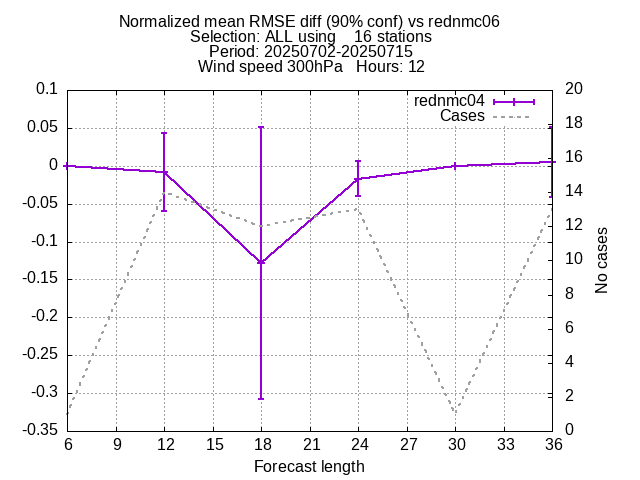 Normalized mean RMSE diff (90% conf) vs rednmc06
Selection: ALL using    16 stations
Period: 20250702-20250715
Wind speed 300hPa   Hours: 12
rednmc04
Cases
0.1
0.05
0
-0.05
-0.1
-0.15
-0.2
-0.25
-0.3
-0.35
20
18
16
14
12
10
8
6
4
2
0
No cases
6 9 12 15 18 21 24 27 30 33 36
Forecast length